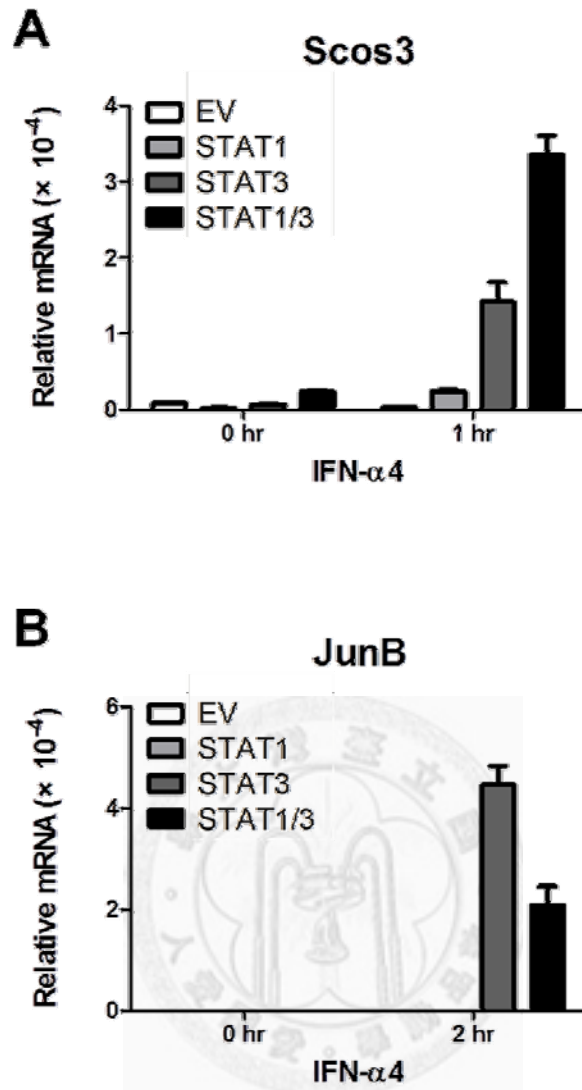 A
Scos3
Relative mRNA (× 10⁻⁴)
4
3
2
1
0
EV
STAT1
STAT3
STAT1/3
0 hr
1 hr
IFN-α4
B
JunB
Relative mRNA (× 10⁻⁴)
6
4
2
0
EV
STAT1
STAT3
STAT1/3
0 hr
2 hr
IFN-α4